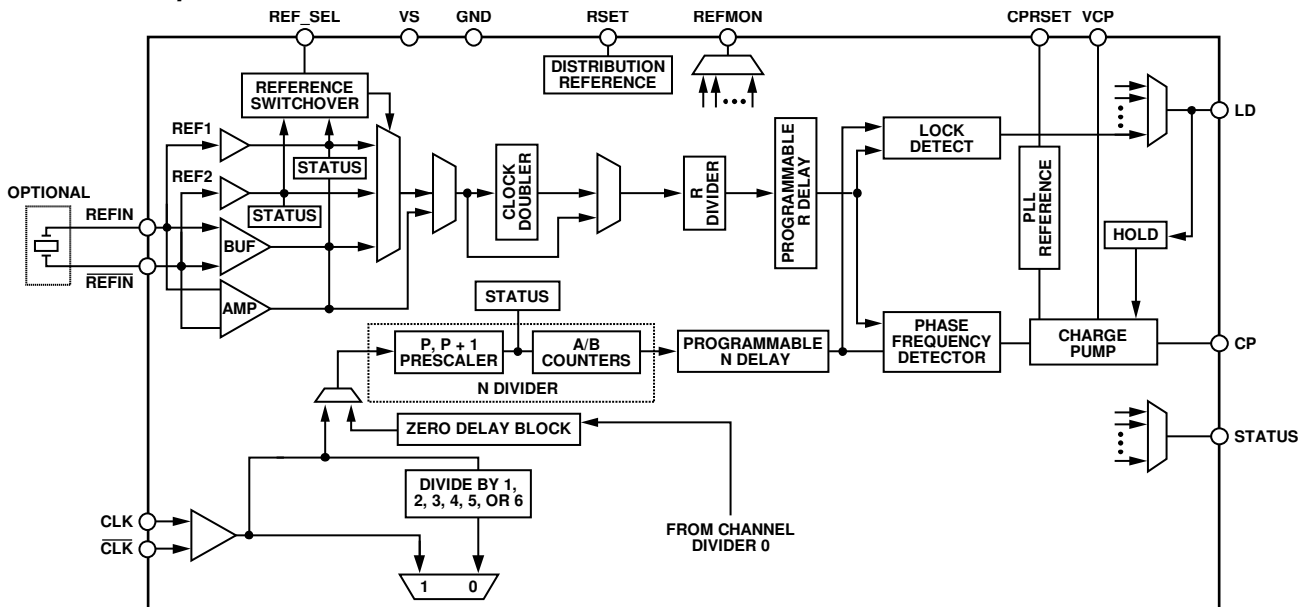 REF_SEL
VS
GND
RSET
REFMON
CPRSET
VCP
REFERENCE
SWITCHOVER
DISTRIBUTION
REFERENCE
LD
REF1
STATUS
REF2
STATUS
OPTIONAL
REFIN
REFIN
BUF
AMP
CLOCK
DOUBLER
R
DIVIDER
PROGRAMMABLE
R DELAY
LOCK
DETECT
PLL
REFERENCE
HOLD
STATUS
P, P + 1
PRESCALER
A/B
COUNTERS
N DIVIDER
PROGRAMMABLE
N DELAY
PHASE
FREQUENCY
DETECTOR
CHARGE
PUMP
CP
ZERO DELAY BLOCK
STATUS
DIVIDE BY 1,
2, 3, 4, 5, OR 6
CLK
CLK
FROM CHANNEL
DIVIDER 0
1 0